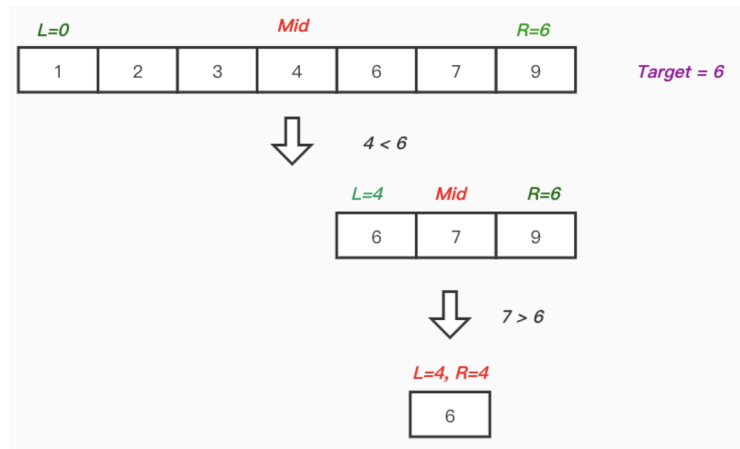 L=0 Mid R=6
1 2 3 4 6 7 9 Target = 6
4 < 6
L=4 Mid R=6
6 7 9
7 > 6
L=4, R=4
6